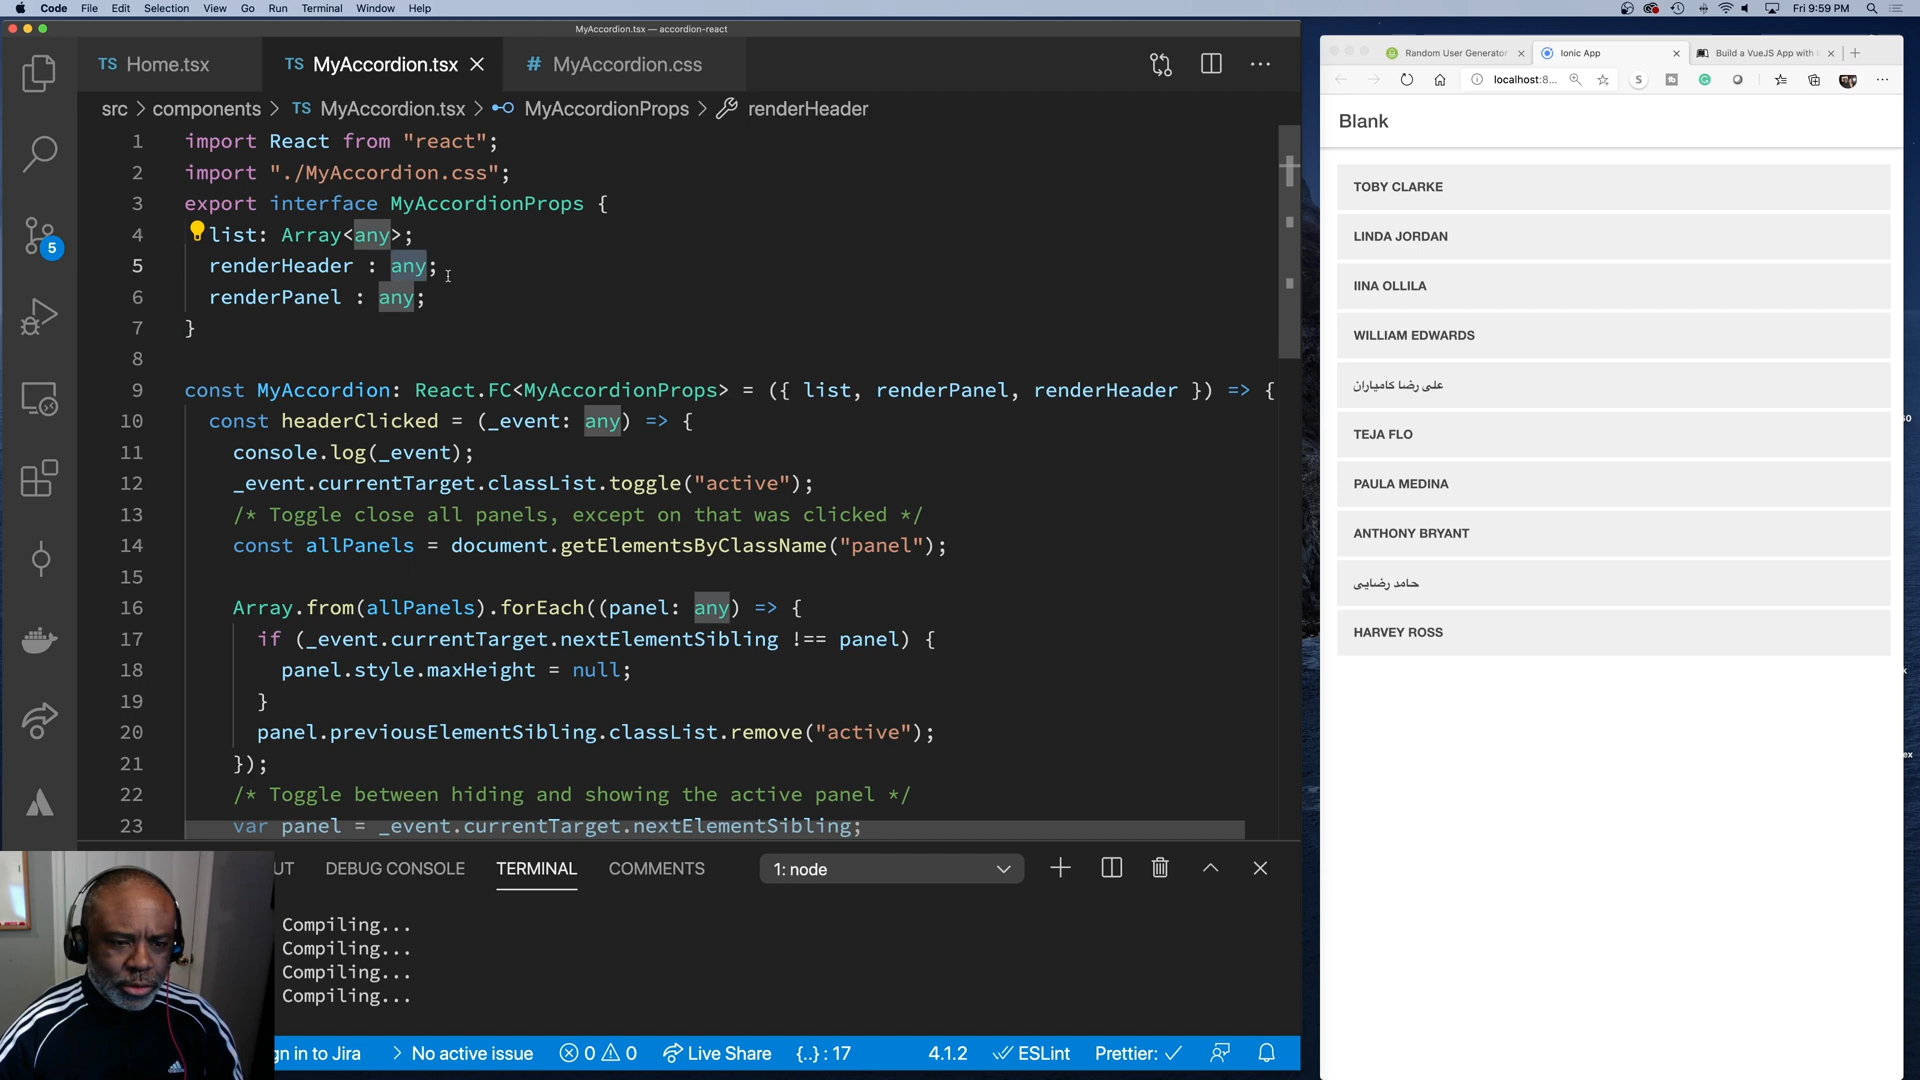 Code File Edit Selection View Go Run Terminal Window Help
Fri 9:59 PM
MyAccordion.tsx — accordion-react
TS Home.tsx
TS MyAccordion.tsx
# MyAccordion.css
src > components > TS MyAccordion.tsx > MyAccordionProps > renderHeader
1 import React from "react";
2 import "./MyAccordion.css";
3 export interface MyAccordionProps {
4 list: Array<any>;
5 renderHeader : any;
6 renderPanel : any;
7 }
8
9 const MyAccordion: React.FC<MyAccordionProps> = ({ list, renderPanel, renderHeader }) => {
10 const headerClicked = (_event: any) => {
11 console.log(_event);
12 _event.currentTarget.classList.toggle("active");
13 /* Toggle close all panels, except on that was clicked */
14 const allPanels = document.getElementsByClassName("panel");
15
16 Array.from(allPanels).forEach((panel: any) => {
17 if (_event.currentTarget.nextElementSibling !== panel) {
18 panel.style.maxHeight = null;
19 }
20 panel.previousElementSibling.classList.remove("active");
21 });
22 /* Toggle between hiding and showing the active panel */
23 var panel = _event.currentTarget.nextElementSibling;
5
UT DEBUG CONSOLE TERMINAL COMMENTS 1: node
Compiling...
Compiling...
Compiling...
Compiling...
gn in to Jira No active issue 0 0 Live Share {..} : 17 4.1.2 ESLint Prettier: ✓
Random User Generator
Ionic App
Build a VueJS App with
localhost:8...
Blank
TOBY CLARKE
LINDA JORDAN
IINA OLLILA
WILLIAM EDWARDS
علی رضا کامیاران
TEJA FLO
PAULA MEDINA
ANTHONY BRYANT
حامد رضایی
HARVEY ROSS